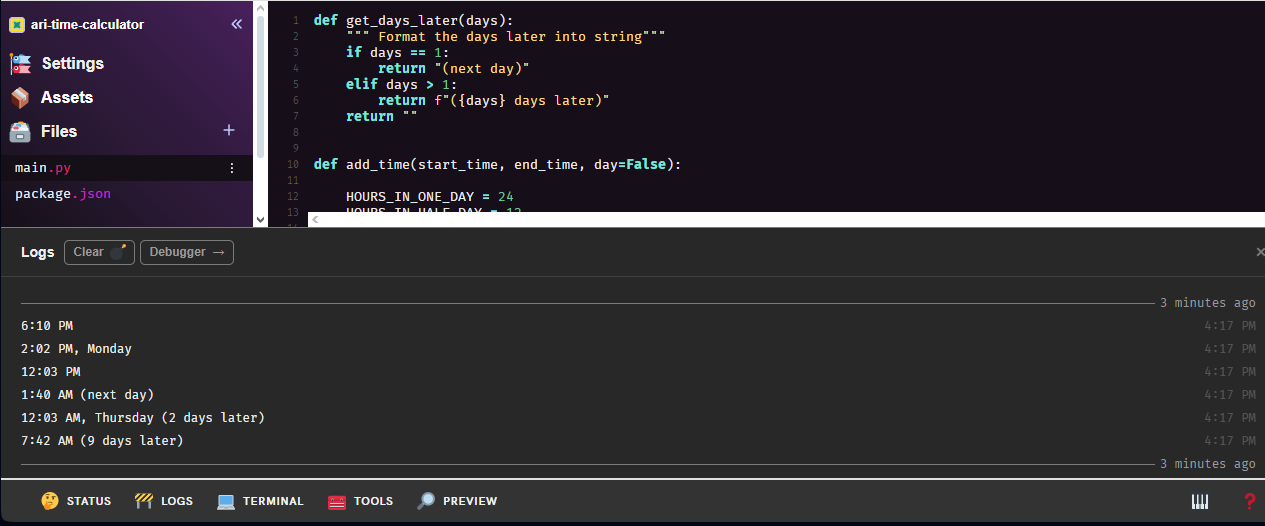 ari-time-calculator
Settings
Assets
Files
main.py
package.json
1 def get_days_later(days):
2     """ Format the days later into string"""
3     if days == 1:
4         return "(next day)"
5     elif days > 1:
6         return f"({days} days later)"
7     return ""
8
9
10 def add_time(start_time, end_time, day=False):
11
12     HOURS_IN_ONE_DAY = 24
13     HOURS_IN_HALF_DAY = 12
Logs
Clear
Debugger →
3 minutes ago
6:10 PM 4:17 PM
2:02 PM, Monday 4:17 PM
12:03 PM 4:17 PM
1:40 AM (next day) 4:17 PM
12:03 AM, Thursday (2 days later) 4:17 PM
7:42 AM (9 days later) 4:17 PM
3 minutes ago
STATUS LOGS TERMINAL TOOLS PREVIEW